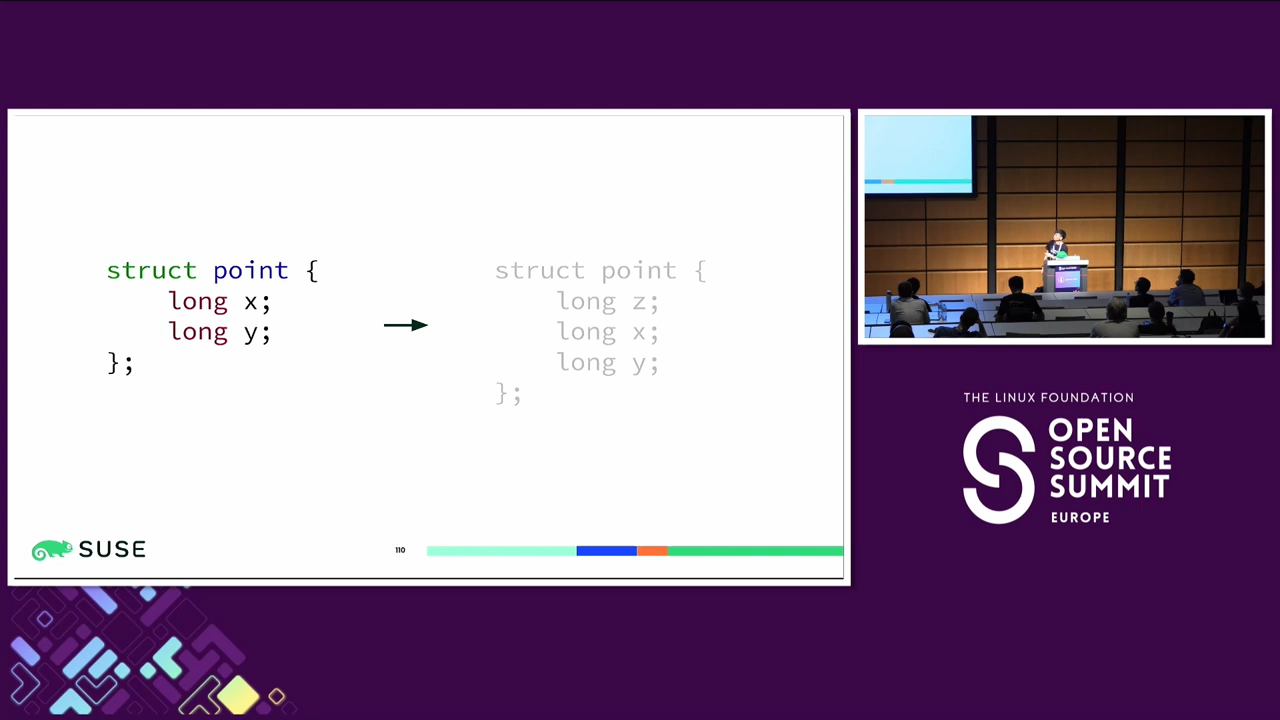 struct point {
long x;
long y;
};
struct point {
long z;
long x;
long y;
};
SUSE
110
THE LINUX FOUNDATION
OPEN
SOURCE
SUMMIT
EUROPE